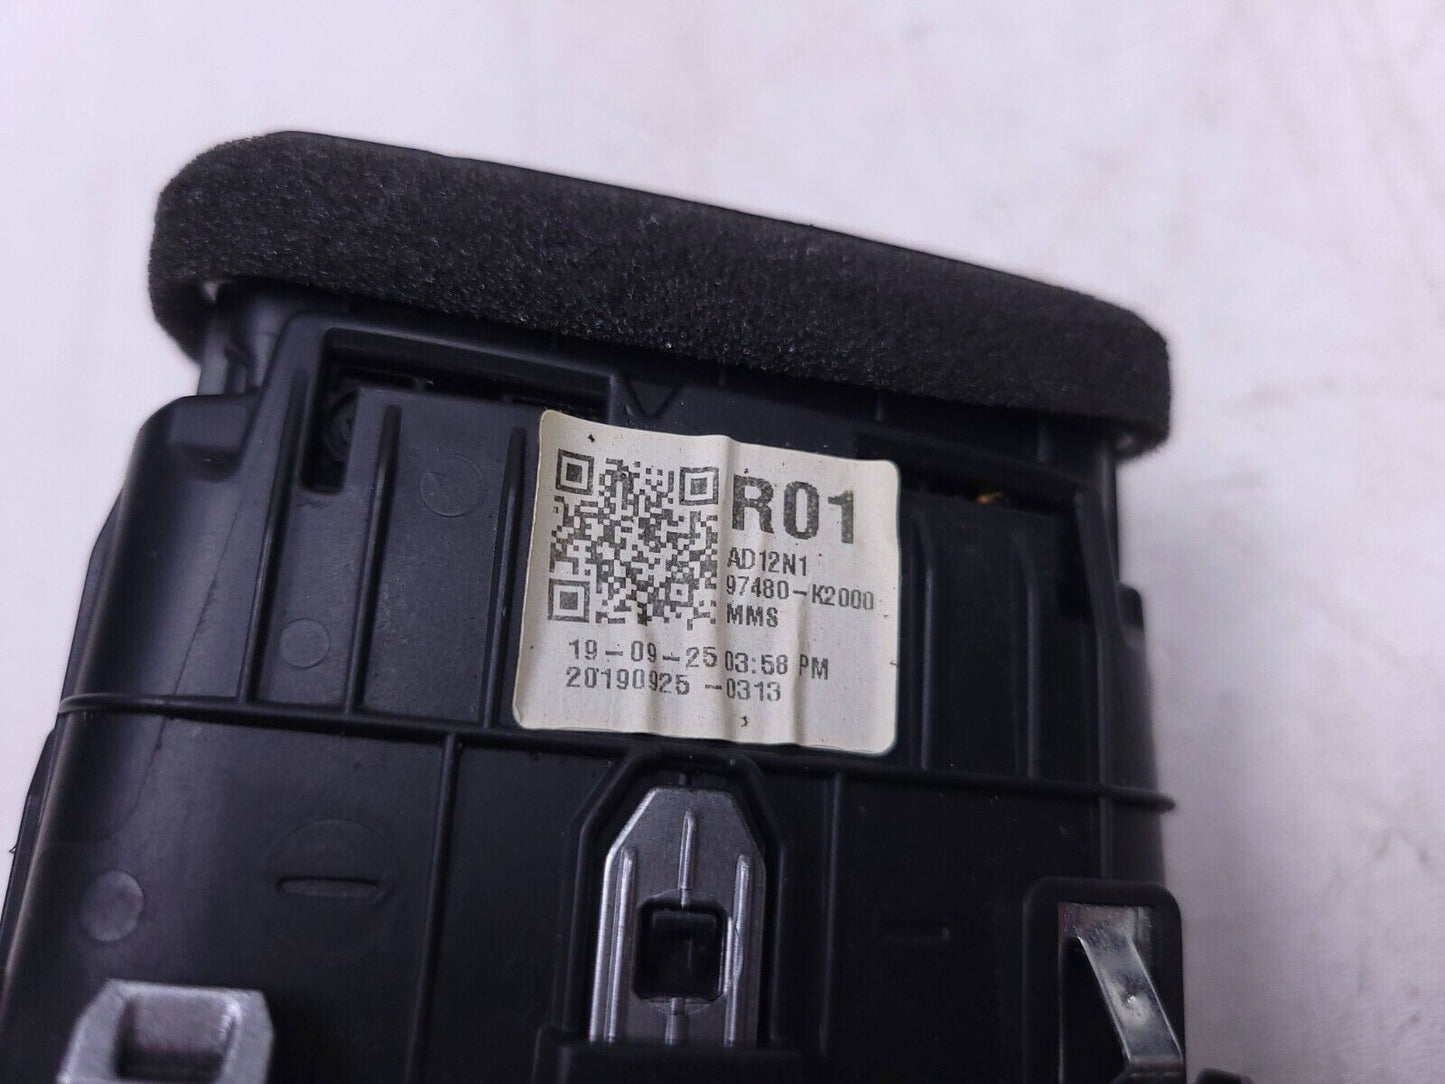 R01
AD12N1
97480-K2000
MMS
19-09-25 03:58 PM
20190925-0313